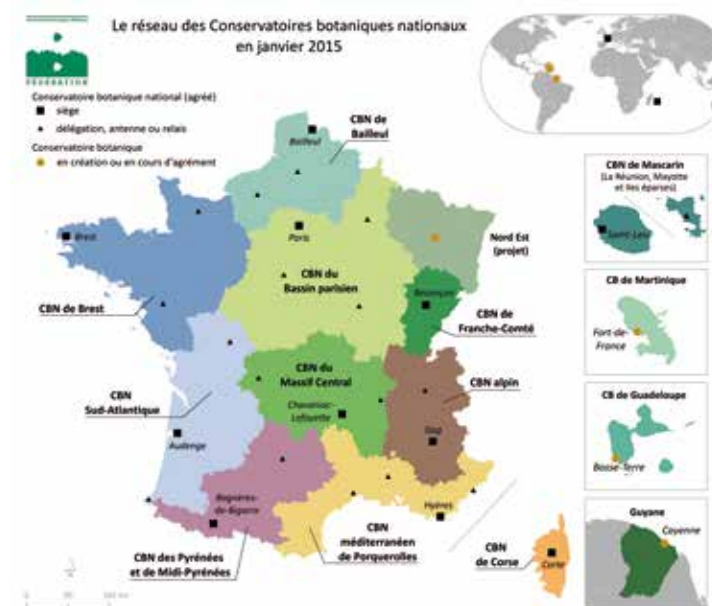 Le réseau des Conservatoires botaniques nationaux
en janvier 2015
FÉDÉRATION
Conservatoire botanique national (agréé)
siège
délégation, antenne ou relais
Conservatoire botanique
en création ou en cours d'agrément
Bailleul
CBN de
Bailleul
Brest
Paris
Nord Est
(projet)
CBN du
Bassin parisien
Besançon
CBN de Brest
CBN de
Franche-Comté
CBN du
Massif Central
CBN alpin
CBN
Sud-Atlantique
Chavaniac-
Lafayette
Audenge
Gap
Bagnères-
de-Bigorre
Hyères
CBN
méditerranéen
de Porquerolles
CBN des Pyrénées
et de Midi-Pyrénées
CBN
de Corse
Corte
CBN de Mascarin
(La Réunion, Mayotte
et Iles éparses)
Saint-Leu
CB de Martinique
Fort-de-
France
CB de Guadeloupe
Basse-Terre
Guyane
Cayenne